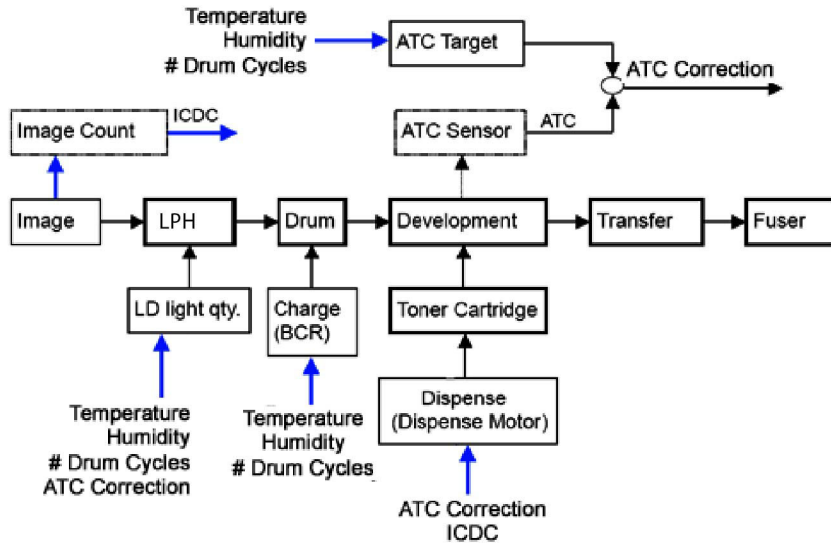 Temperature
Humidity
# Drum Cycles
ATC Target
ATC Correction
Image Count
ICDC
ATC Sensor
ATC
Image
LPH
Drum
Development
Transfer
Fuser
LD light qty.
Charge
(BCR)
Toner Cartridge
Dispense
(Dispense Motor)
Temperature
Humidity
# Drum Cycles
ATC Correction
Temperature
Humidity
# Drum Cycles
ATC Correction
ICDC